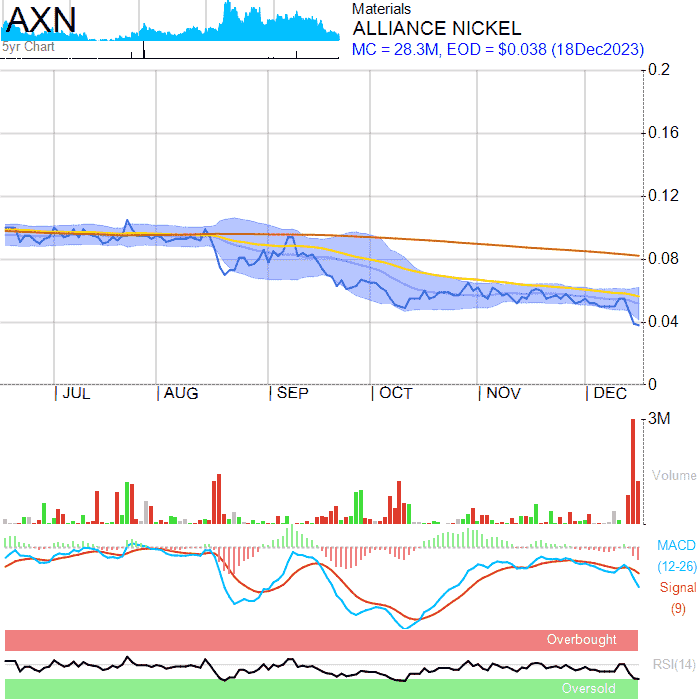 AXN
5yr Chart
Materials
ALLIANCE NICKEL
MC = 28.3M, EOD = $0.038 (18Dec2023)
0.2
0.16
0.12
0.08
0.04
0
JUL AUG SEP OCT NOV DEC
3M
Volume
MACD
(12-26)
Signal
(9)
Overbought
RSI(14)
Oversold